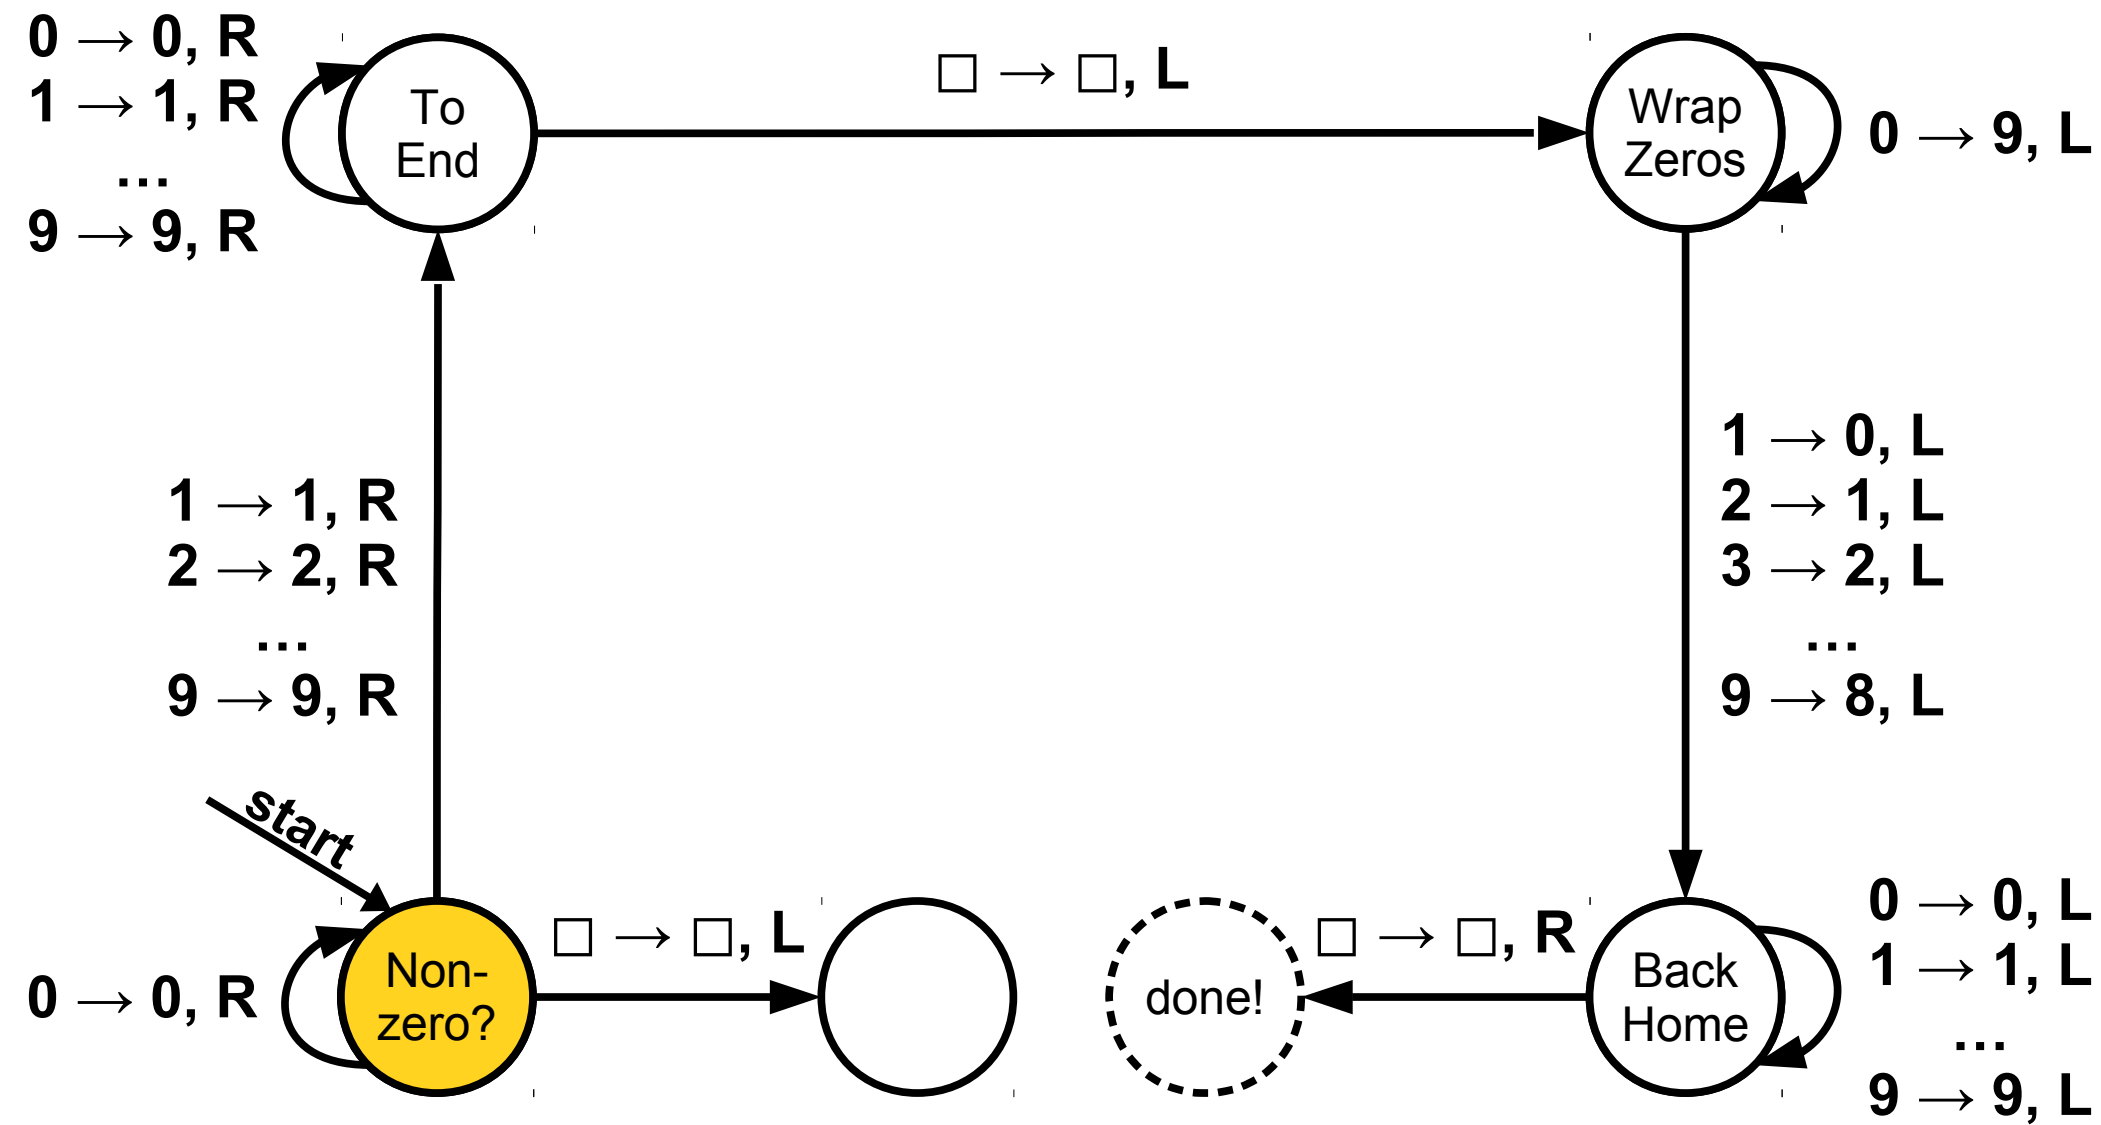 0 → 0, R
1 → 1, R
…
9 → 9, R
To
End
□ → □, L
Wrap
Zeros
0 → 9, L
1 → 1, R
2 → 2, R
…
9 → 9, R
1 → 0, L
2 → 1, L
3 → 2, L
…
9 → 8, L
start
0 → 0, R
Non-
zero?
□ → □, L
done!
□ → □, R
Back
Home
0 → 0, L
1 → 1, L
…
9 → 9, L